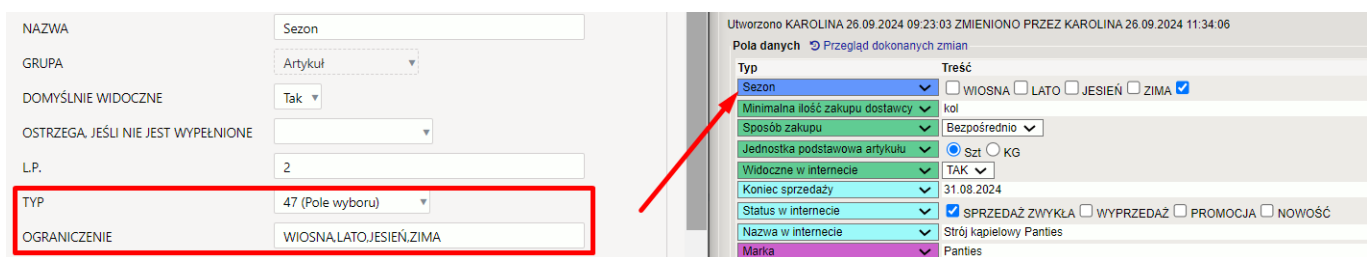 NAZWA Sezon
GRUPA Artykuł
DOMYŚLNIE WIDOCZNE Tak
OSTRZEGA, JEŚLI NIE JEST WYPEŁNIONE
L.P. 2
TYP 47 (Pole wyboru)
OGRANICZENIE WIOSNA,LATO,JESIEŃ,ZIMA
Utworzono KAROLINA 26.09.2024 09:23:03 ZMIENIONO PRZEZ KAROLINA 26.09.2024 11:34:06
Pola danych Przegląd dokonanych zmian
Typ Treść
Sezon WIOSNA LATO JESIEŃ ZIMA
Minimalna ilość zakupu dostawcy kol
Sposób zakupu Bezpośrednio
Jednostka podstawowa artykułu Szt KG
Widoczne w internecie TAK
Koniec sprzedaży 31.08.2024
Status w internecie SPRZEDAŻ ZWYKŁA WYPRZEDAŻ PROMOCJA NOWOŚĆ
Nazwa w internecie Strój kąpielowy Panties
Marka Panties